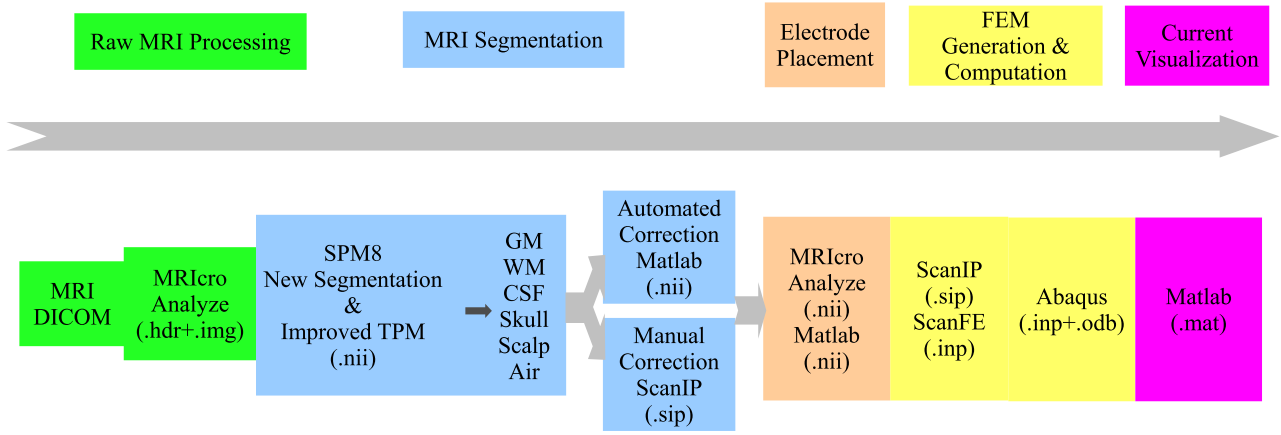 Raw MRI Processing
MRI Segmentation
Electrode
Placement
FEM
Generation &
Computation
Current
Visualization
MRI
DICOM
MRIcro
Analyze
(.hdr+.img)
SPM8
New Segmentation
&
Improved TPM
(.nii)
GM
WM
CSF
Skull
Scalp
Air
Automated
Correction
Matlab
(.nii)
Manual
Correction
ScanIP
(.sip)
MRIcro
Analyze
(.nii)
Matlab
(.nii)
ScanIP
(.sip)
ScanFE
(.inp)
Abaqus
(.inp+.odb)
Matlab
(.mat)